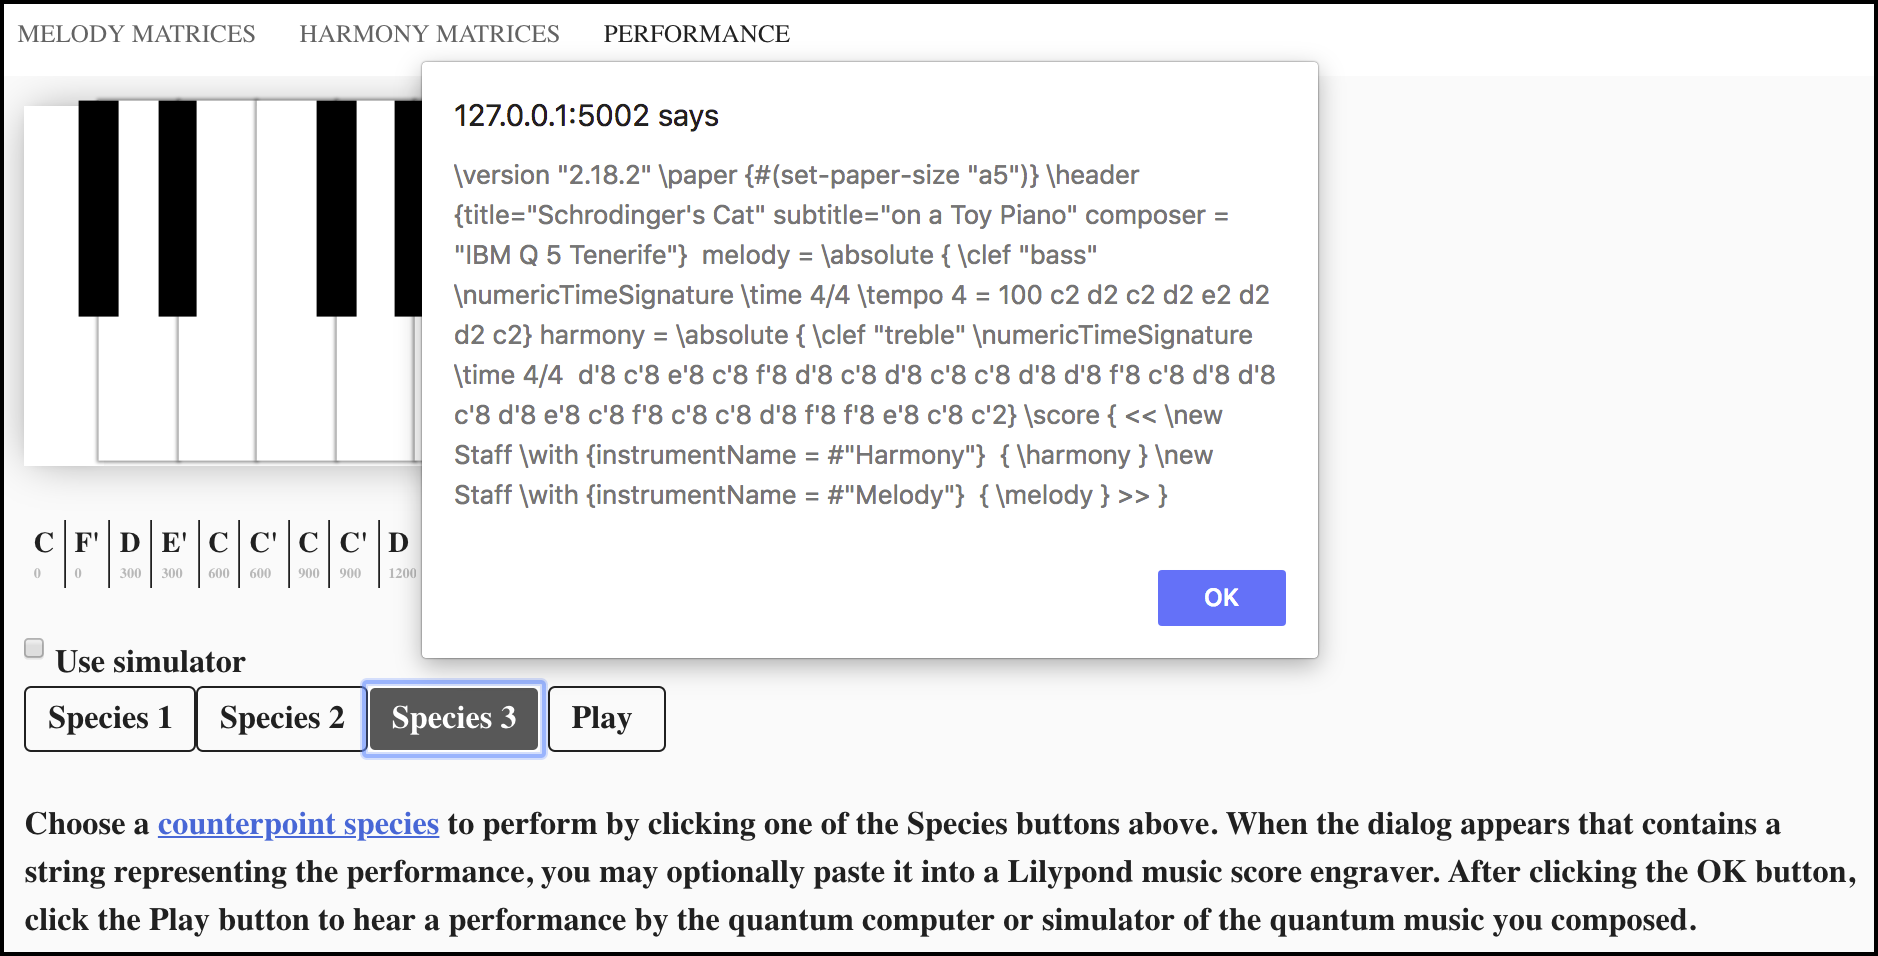 MELODY MATRICES HARMONY MATRICES PERFORMANCE
127.0.0.1:5002 says
\version "2.18.2" \paper {#(set-paper-size "a5")} \header
{title="Schrodinger's Cat" subtitle="on a Toy Piano" composer =
"IBM Q 5 Tenerife"}  melody = \absolute { \clef "bass"
\numericTimeSignature \time 4/4 \tempo 4 = 100 c2 d2 c2 d2 e2 d2
d2 c2} harmony = \absolute { \clef "treble" \numericTimeSignature
\time 4/4  d'8 c'8 e'8 c'8 f'8 d'8 c'8 d'8 c'8 c'8 d'8 d'8 f'8 c'8 d'8 d'8
c'8 d'8 e'8 c'8 f'8 c'8 c'8 d'8 f'8 f'8 e'8 c'8 c'2} \score { << \new
Staff \with {instrumentName = #"Harmony"}  { \harmony } \new
Staff \with {instrumentName = #"Melody"}  { \melody } >> }
OK
C F' D E' C C' C C' D
0 0 300 300 600 600 900 900 1200
Use simulator
Species 1 Species 2 Species 3 Play
Choose a counterpoint species to perform by clicking one of the Species buttons above. When the dialog appears that contains a
string representing the performance, you may optionally paste it into a Lilypond music score engraver. After clicking the OK button,
click the Play button to hear a performance by the quantum computer or simulator of the quantum music you composed.